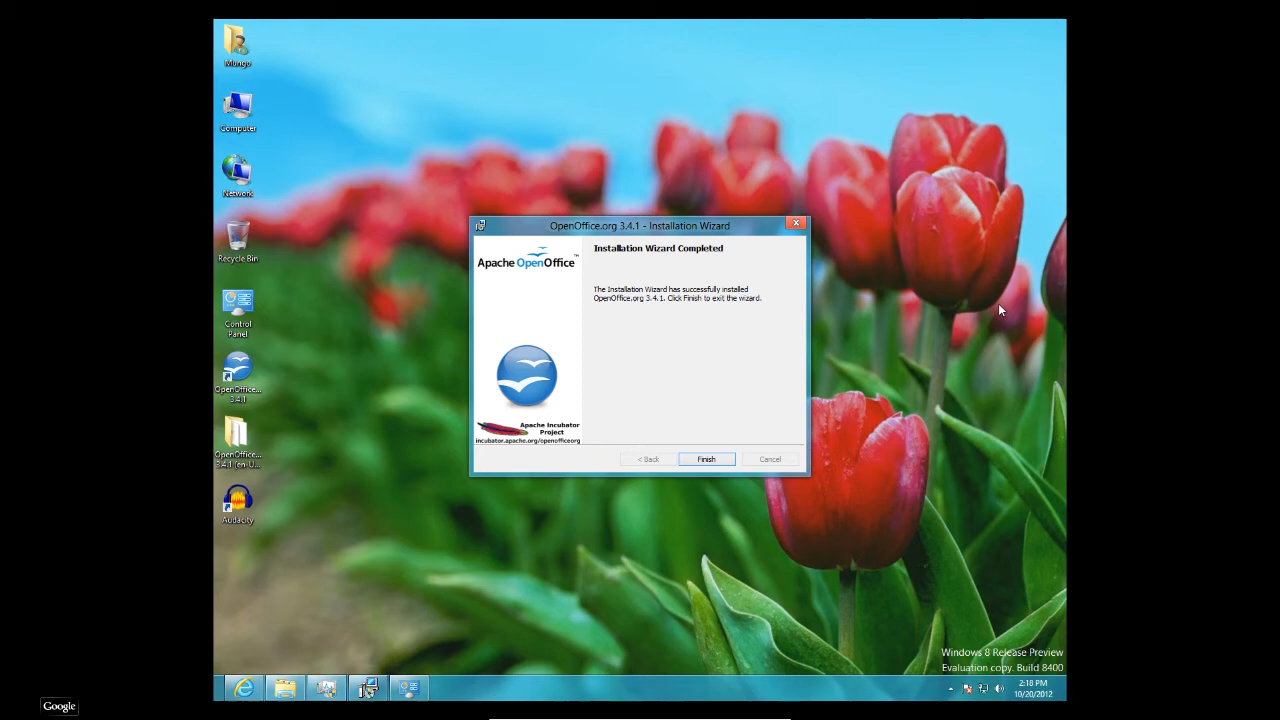 Mungo
Computer
Network
Recycle Bin
Control
Panel
OpenOffice...
3.4.1
OpenOffice...
3.4.1 (en-U...
Audacity
OpenOffice.org 3.4.1 - Installation Wizard
Apache OpenOffice™
Apache Incubator
Project
incubator.apache.org/openofficeorg
Installation Wizard Completed
The Installation Wizard has successfully installed
OpenOffice.org 3.4.1. Click Finish to exit the wizard.
< Back
Finish
Cancel
Windows 8 Release Preview
Evaluation copy. Build 8400
2:18 PM
10/20/2012
Google